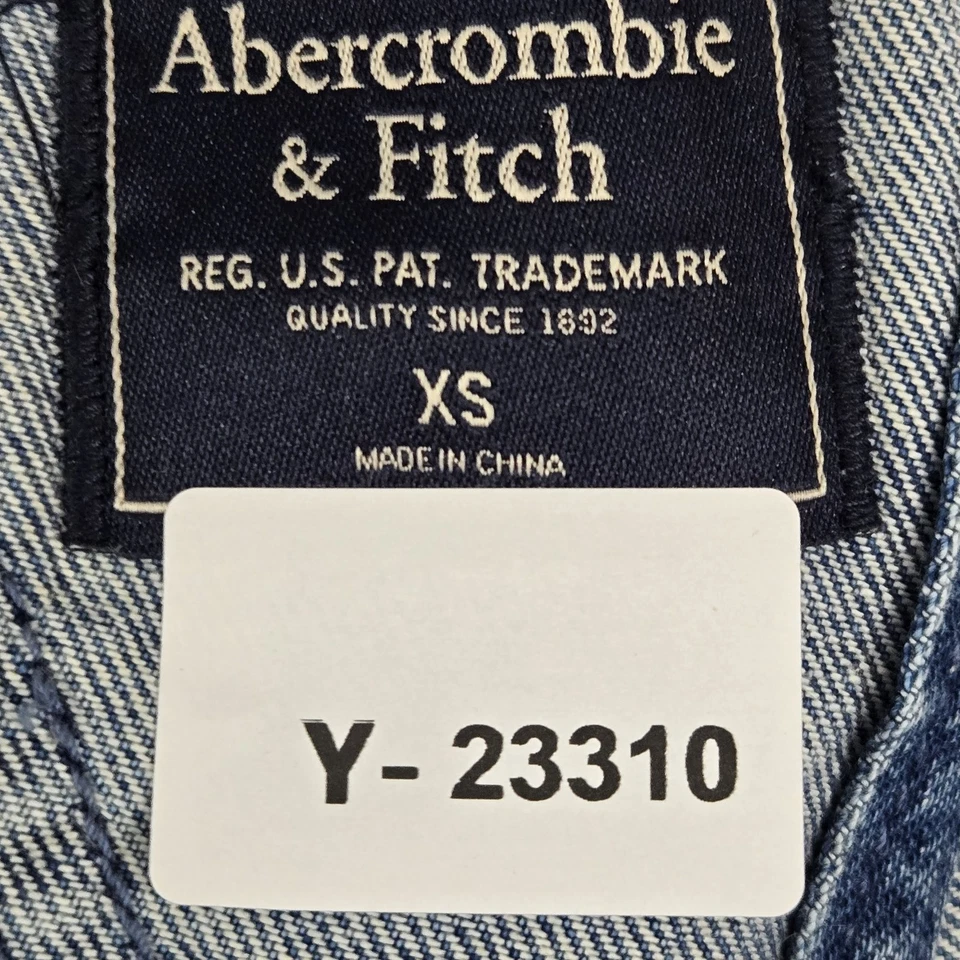 Abercrombie
& Fitch
REG. U.S. PAT. TRADEMARK
QUALITY SINCE 1892
XS
MADE IN CHINA
Y- 23310